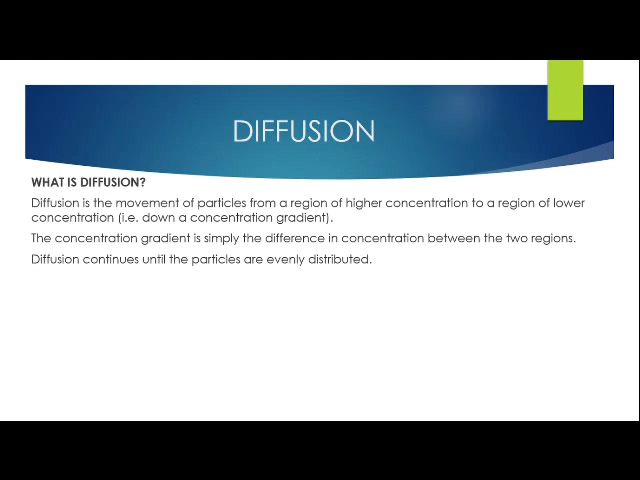 DIFFUSION
WHAT IS DIFFUSION?
Diffusion is the movement of particles from a region of higher concentration to a region of lower
concentration (i.e. down a concentration gradient).
The concentration gradient is simply the difference in concentration between the two regions.
Diffusion continues until the particles are evenly distributed.